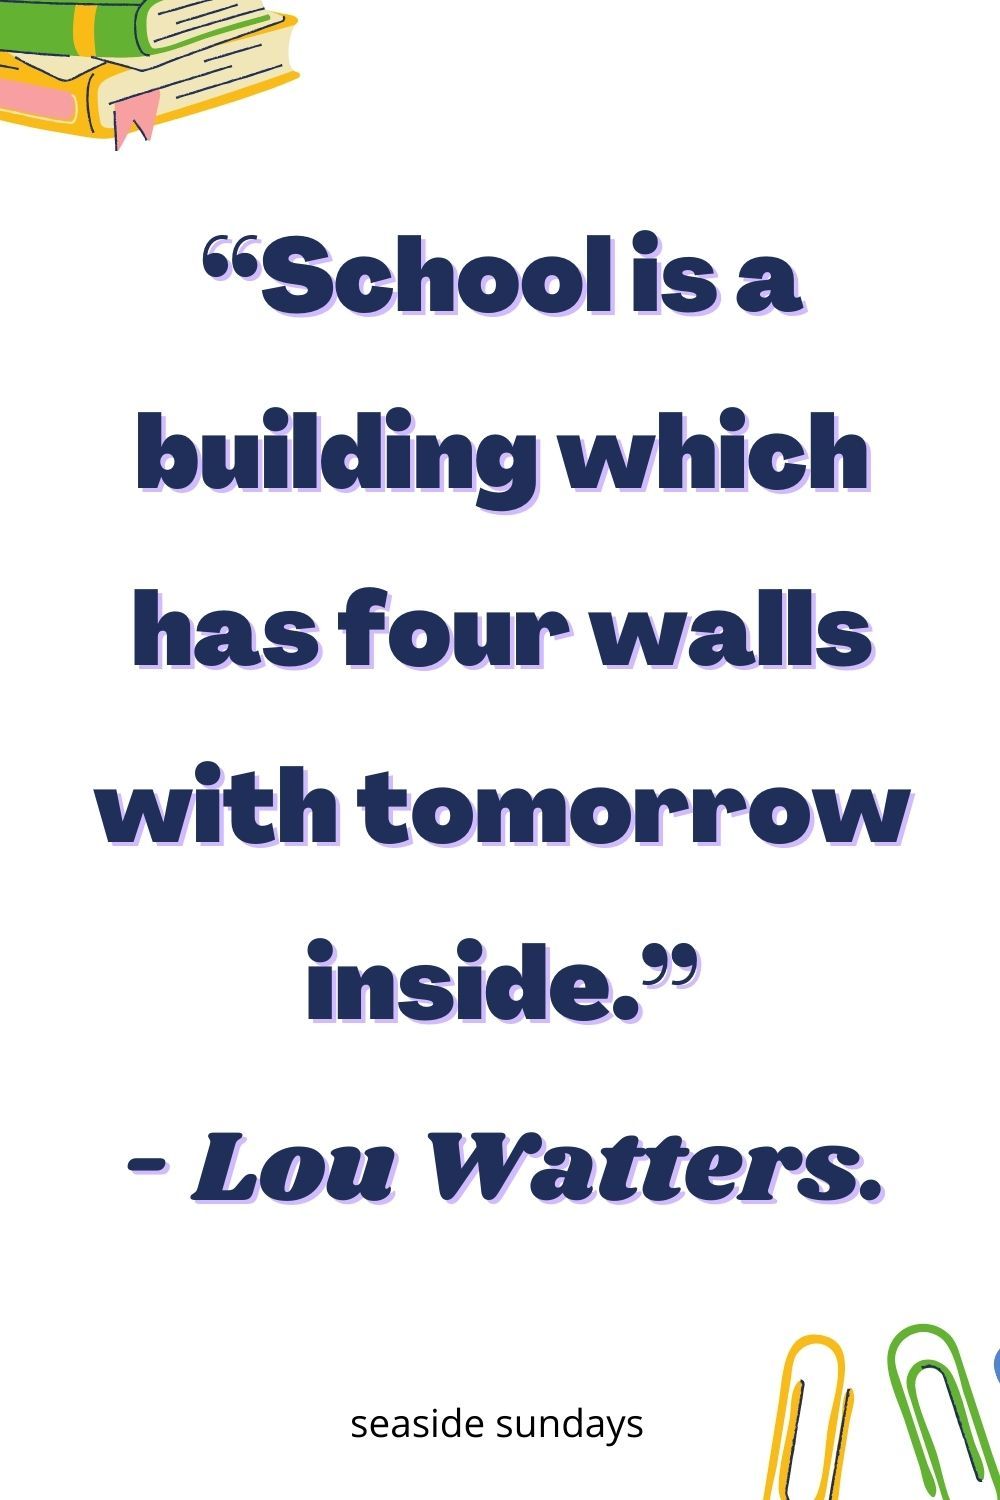 “School is a
building which
has four walls
with tomorrow
inside.”
- Lou Watters.
seaside sundays